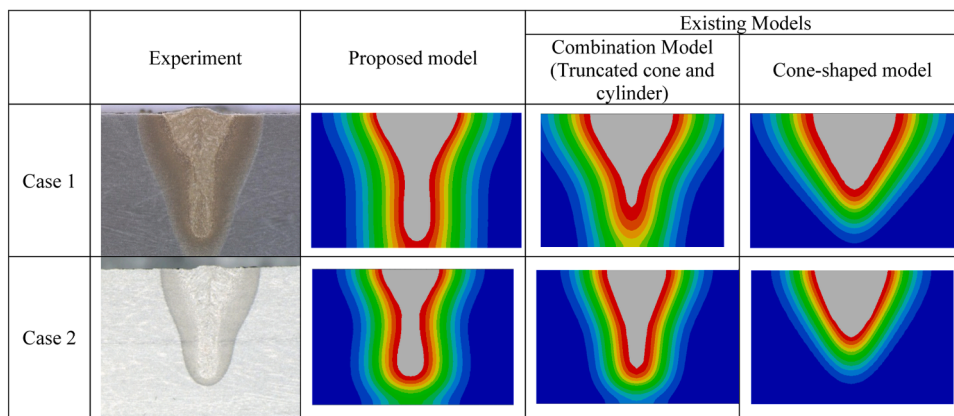 Existing Models
Experiment
Proposed model
Combination Model
(Truncated cone and
cylinder)
Cone-shaped model
Case 1
Case 2